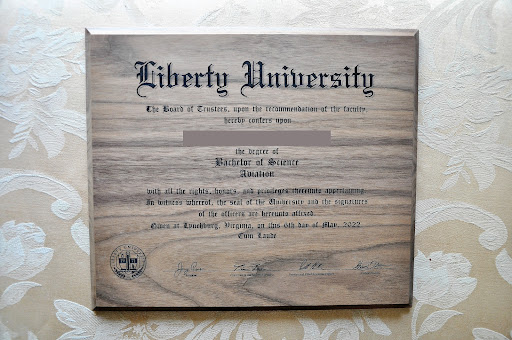 Liberty University
The Board of Trustees, upon the recommendation of the faculty,
hereby confers upon
the degree of
Bachelor of Science
Aviation
with all the rights, honors, and privileges thereunto appertaining.
In witness whereof, the seal of the University and the signatures
of the officers are hereunto affixed.
Given at Lynchburg, Virginia, on this 6th day of May, 2022
Cum Laude